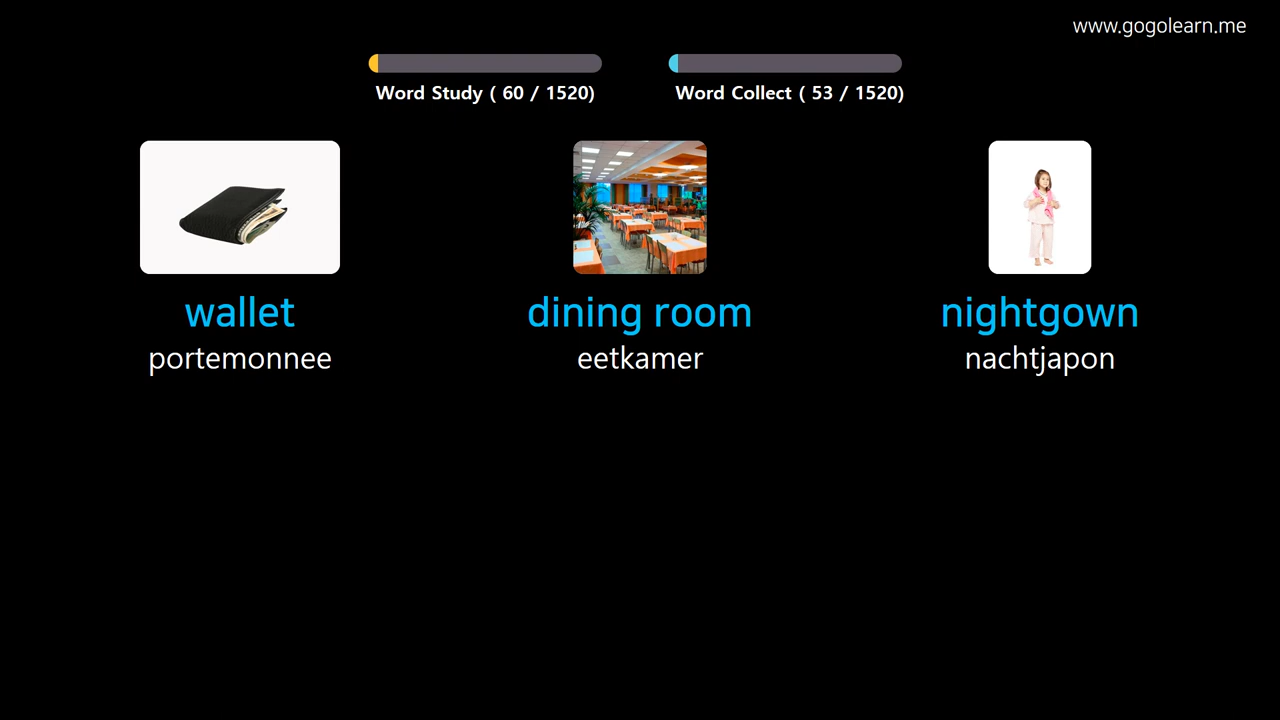 www.gogolearn.me
Word Study ( 60 / 1520)
Word Collect ( 53 / 1520)
wallet
portemonnee
dining room
eetkamer
nightgown
nachtjapon